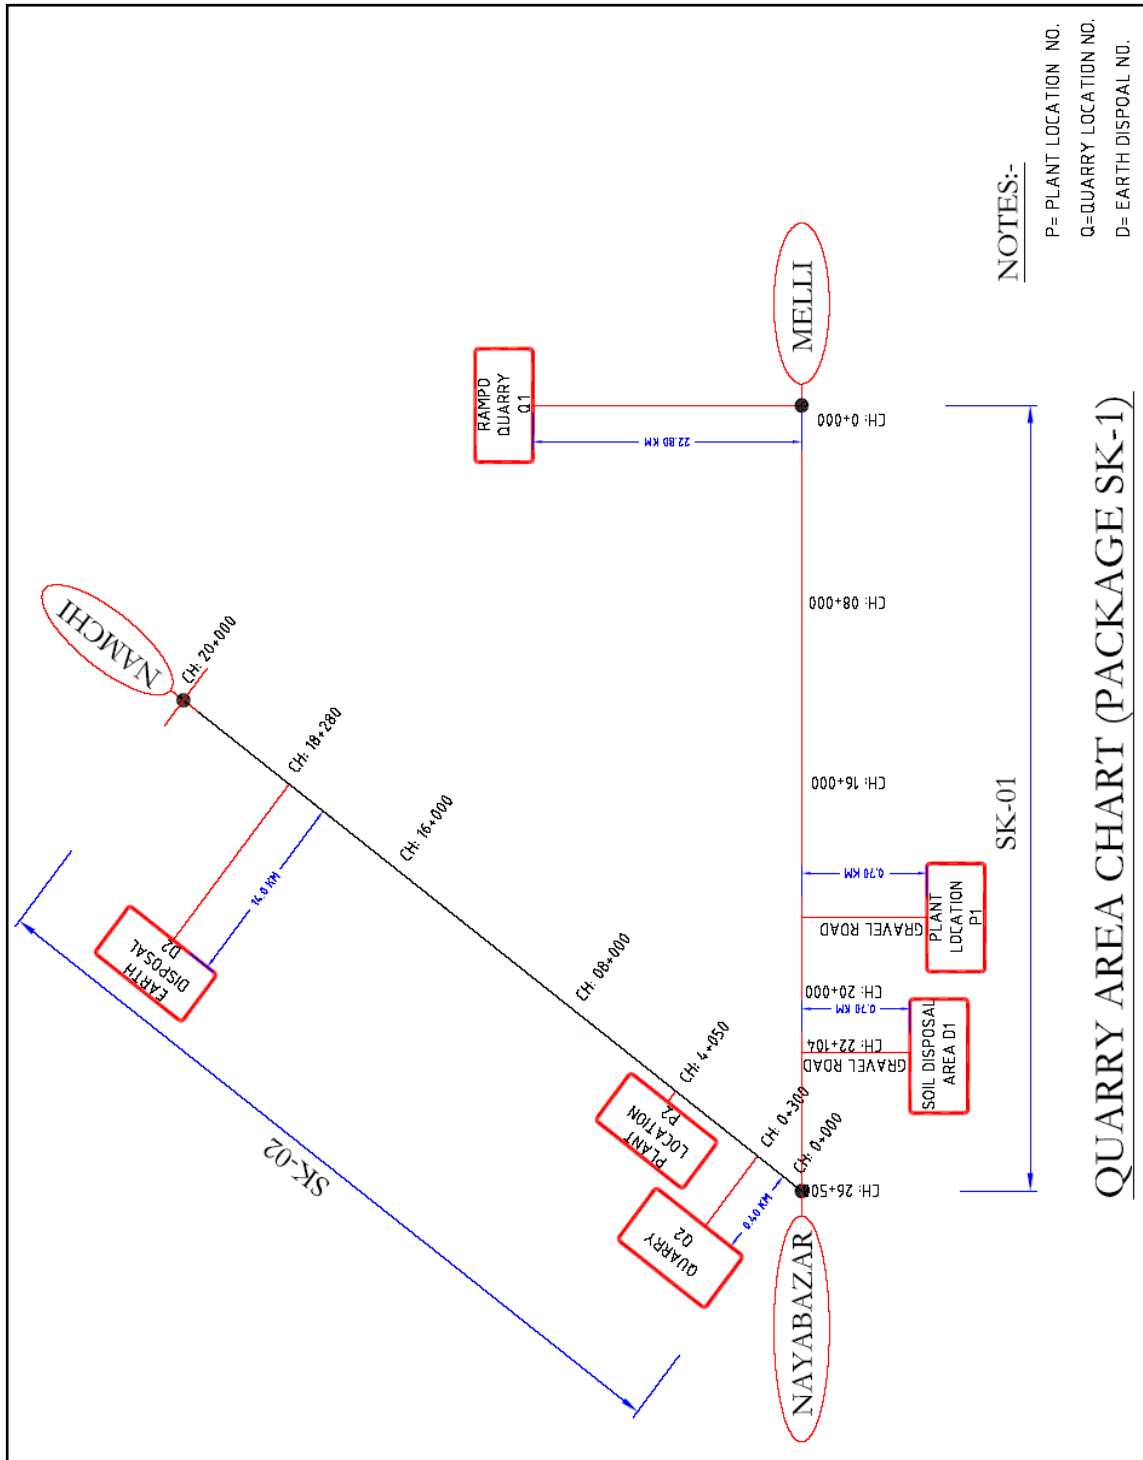 NAMCHI
CH: 20+000
CH: 18+280
EARTH
DISPOSAL
D2
14.0 KM
CH: 16+000
CH: 08+000
SK-02
CH: 4+050
PLANT
LOCATION
P2
CH: 0+300
QUARRY
Q2
0.40 KM
CH: 0+000
NAYABAZAR
CH: 26+50
RAMPD
QUARRY
Q1
22.80 KM
MELLI
CH: 0+000
CH: 08+000
CH: 16+000
0.70 KM
GRAVEL ROAD
PLANT
LOCATION
P1
CH: 20+000
0.70 KM
CH: 22+104
GRAVEL ROAD
SOIL DISPOSAL
AREA D1
SK-01
NOTES:-
P= PLANT LOCATION NO.
Q=QUARRY LOCATION NO.
D= EARTH DISPOAL NO.
QUARRY AREA CHART (PACKAGE SK-1)